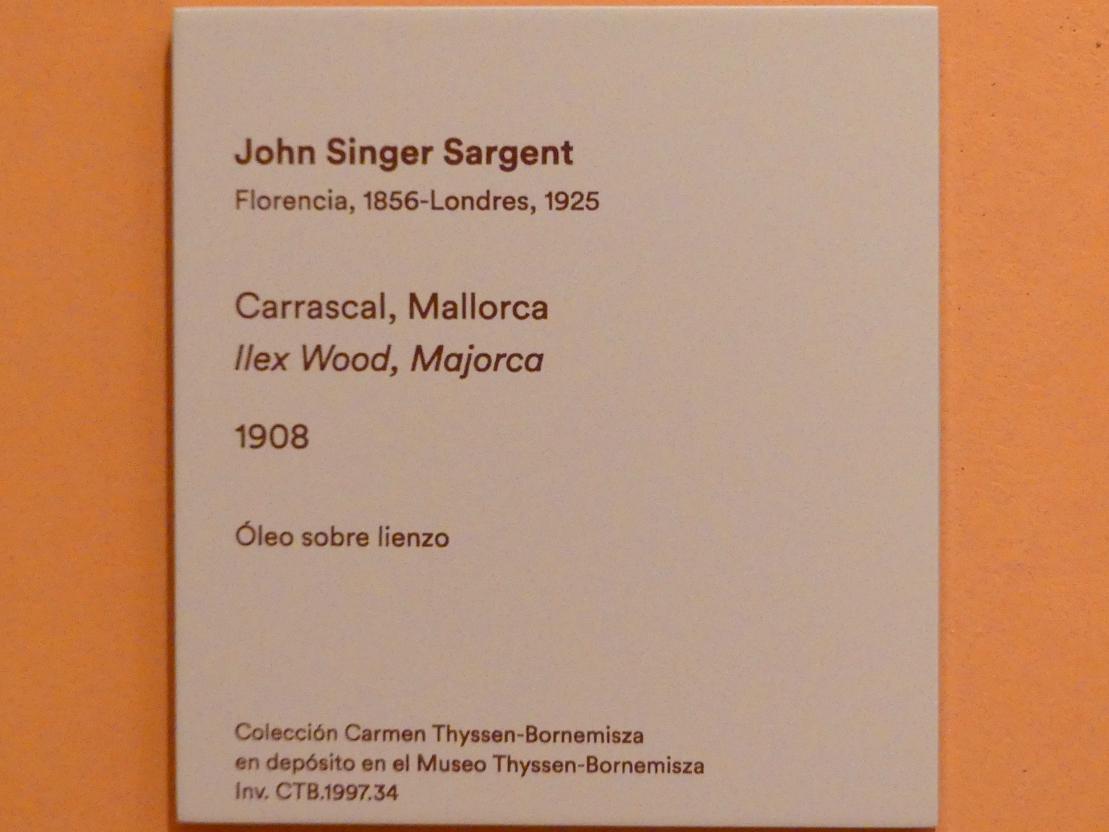 John Singer Sargent
Florencia, 1856-Londres, 1925
Carrascal, Mallorca
Ilex Wood, Majorca
1908
Óleo sobre lienzo
Colección Carmen Thyssen-Bornemisza
en depósito en el Museo Thyssen-Bornemisza
Inv. CTB.1997.34